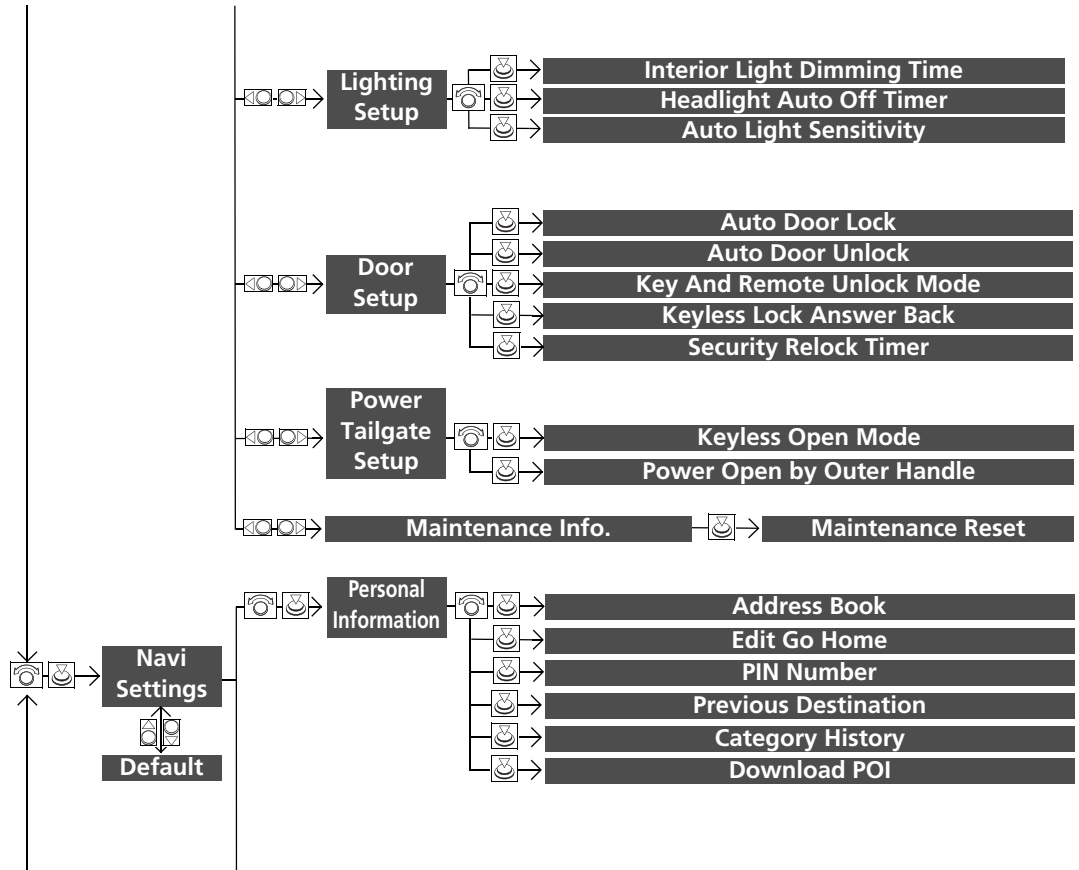 Lighting
Setup
Interior Light Dimming Time
Headlight Auto Off Timer
Auto Light Sensitivity
Door
Setup
Auto Door Lock
Auto Door Unlock
Key And Remote Unlock Mode
Keyless Lock Answer Back
Security Relock Timer
Power
Tailgate
Setup
Keyless Open Mode
Power Open by Outer Handle
Maintenance Info.
Maintenance Reset
Navi
Settings
Default
Personal
Information
Address Book
Edit Go Home
PIN Number
Previous Destination
Category History
Download POI